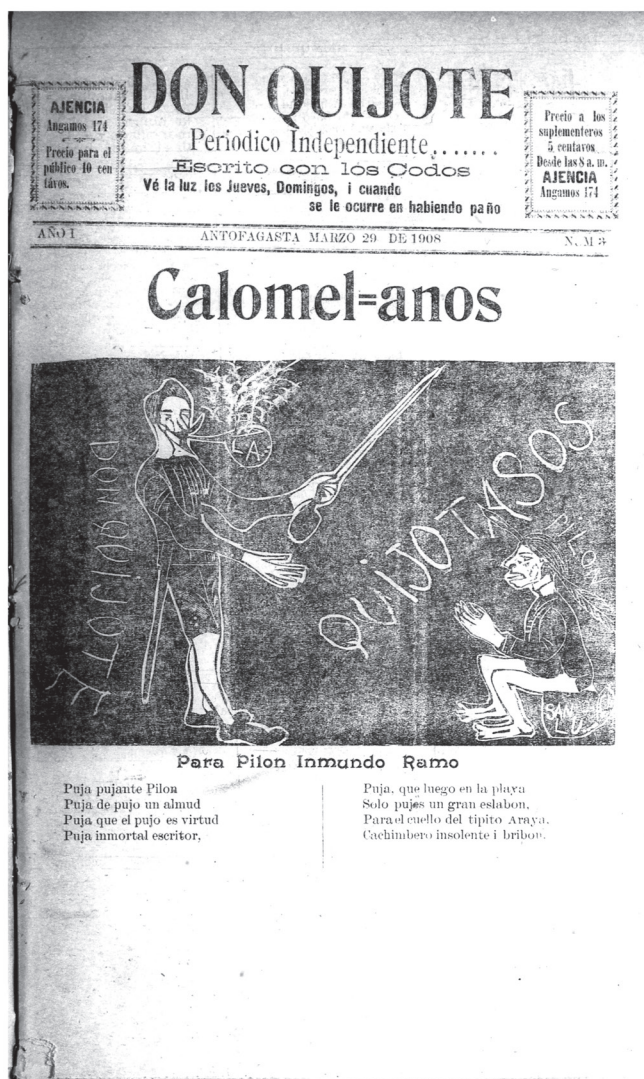 DON QUIJOTE
AJENCIA
Angamos 174
Precio para el
público 10 cen
távos.
Periodico Independiente.......
Escrito con los Codos
Vé la luz los Jueves, Domingos, i cuando
se le ocurre en habiendo paño
Precio a los
suplementeros
5 centavos
Desde las 8 a. m.
AJENCIA
Angamos 174
AÑO I
ANTOFAGASTA MARZO 29 DE 1908
N. M 3
Calomel=anos
DON QUIJOTE
L.A.
QUIJOTASOS
PILON
SAN
LU
Para Pilon Inmundo Ramo
Puja pujante Pilon
Puja de pujo un almud
Puja que el pujo es virtud
Puja inmortal escritor,
Puja, que luego en la playa
Solo pujes un gran eslabon,
Para el cuello del tipito Araya,
Cachimbero insolente i bribon.